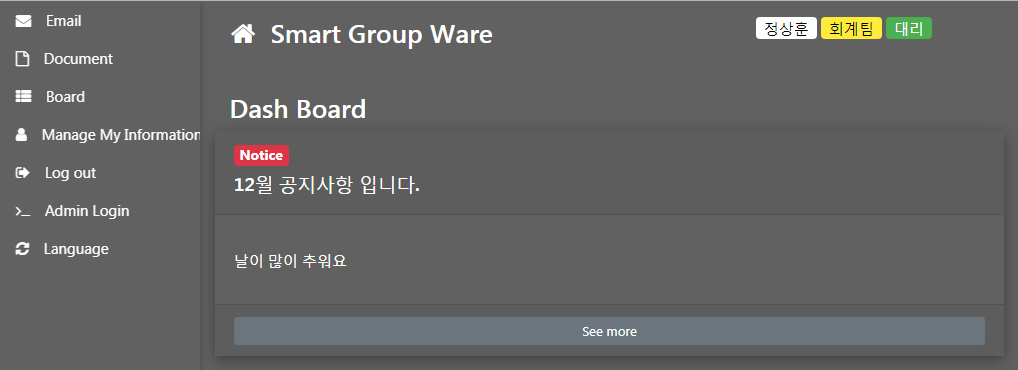 Email
Document
Board
Manage My Information
Log out
Admin Login
Language
Smart Group Ware
정상훈 회계팀 대리
Dash Board
Notice
12월 공지사항 입니다.
날이 많이 추워요
See more